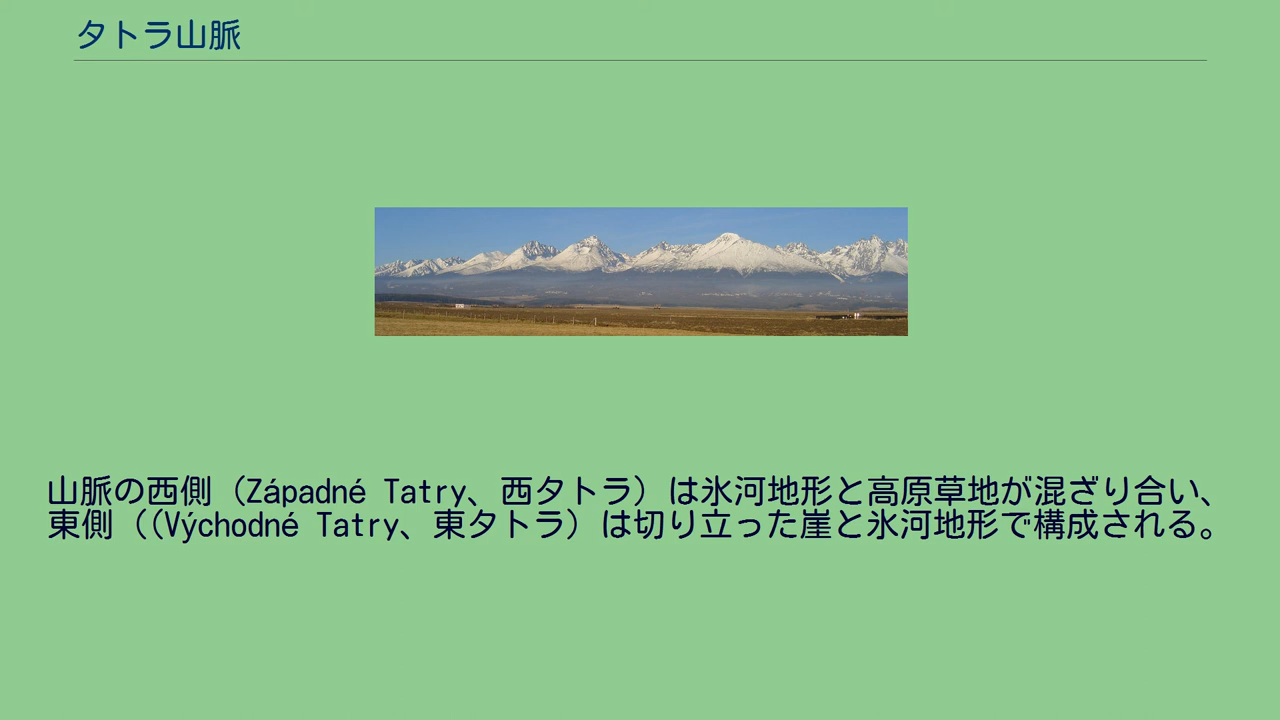 タトラ山脈
山脈の西側（Západné Tatry、西タトラ）は氷河地形と高原草地が混ざり合い、
東側（(Východné Tatry、東タトラ）は切り立った崖と氷河地形で構成される。